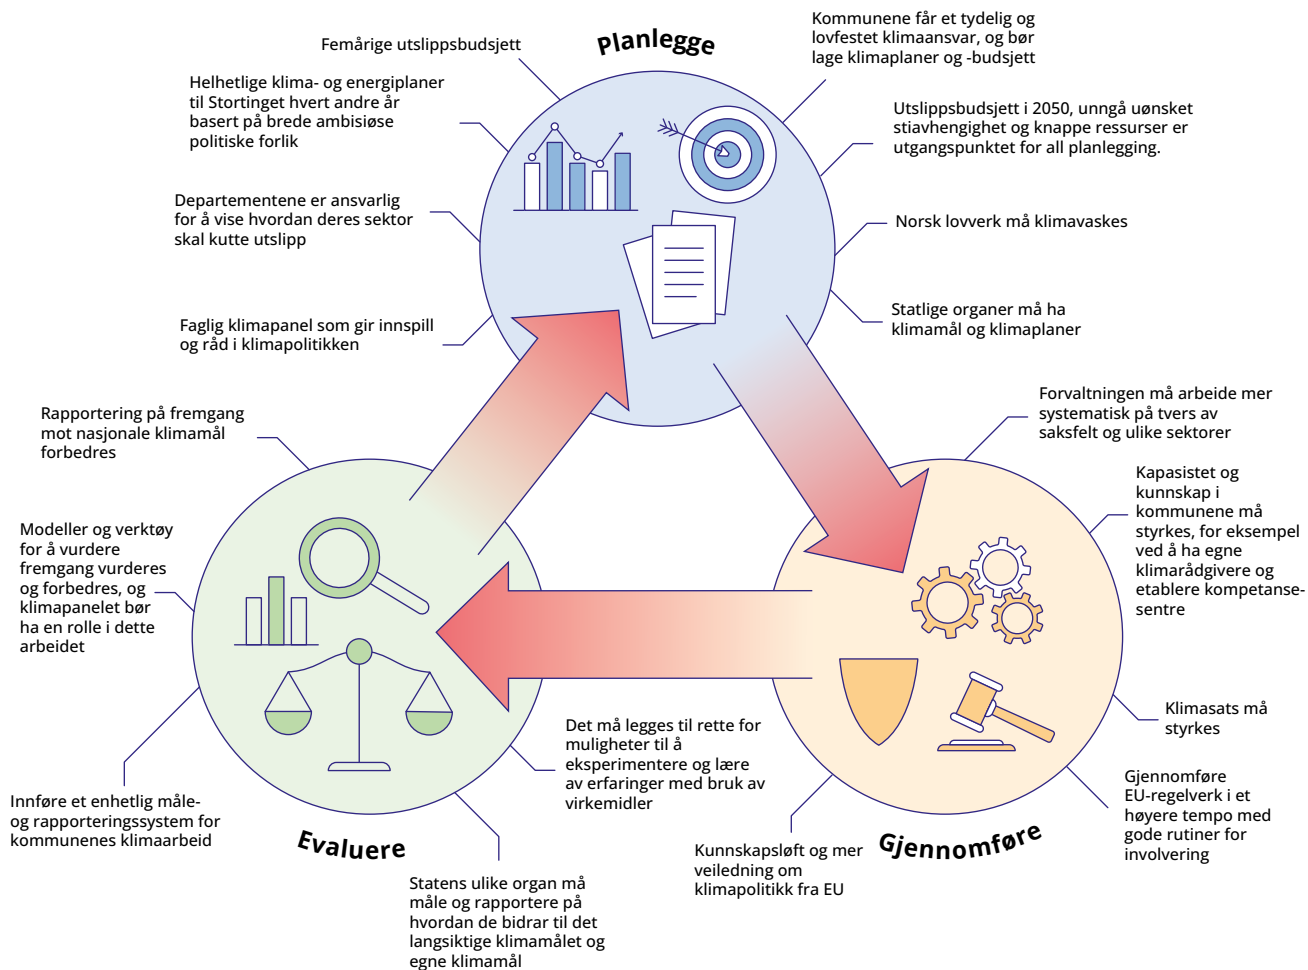 Planlegge
Femårige utslippsbudsjett
Helhetlige klima- og energiplaner
til Stortinget hvert andre år
basert på brede ambisiøse
politiske forlik
Departementene er ansvarlig
for å vise hvordan deres sektor
skal kutte utslipp
Faglig klimapanel som gir innspill
og råd i klimapolitikken
Kommunene får et tydelig og
lovfestet klimaansvar, og bør
lage klimaplaner og -budsjett
Utslippsbudsjett i 2050, unngå uønsket
stiavhengighet og knappe ressurser er
utgangspunktet for all planlegging.
Norsk lovverk må klimavaskes
Statlige organer må ha
klimamål og klimaplaner
Forvaltningen må arbeide mer
systematisk på tvers av
saksfelt og ulike sektorer
Kapasistet og
kunnskap i
kommunene må
styrkes, for eksempel
ved å ha egne
klimarådgivere og
etablere kompetanse-
sentre
Klimasats må
styrkes
Gjennomføre
EU-regelverk i et
høyere tempo med
gode rutiner for
involvering
Kunnskapsløft og mer
veiledning om
klimapolitikk fra EU
Gjennomføre
Rapportering på fremgang
mot nasjonale klimamål
forbedres
Modeller og verktøy
for å vurdere
fremgang vurderes
og forbedres, og
klimapanelet bør
ha en rolle i dette
arbeidet
Innføre et enhetlig måle-
og rapporteringssystem for
kommunenes klimaarbeid
Det må legges til rette for
muligheter til å
eksperimentere og lære
av erfaringer med bruk av
virkemidler
Statens ulike organ må
måle og rapportere på
hvordan de bidrar til det
langsiktige klimamålet og
egne klimamål
Evaluere